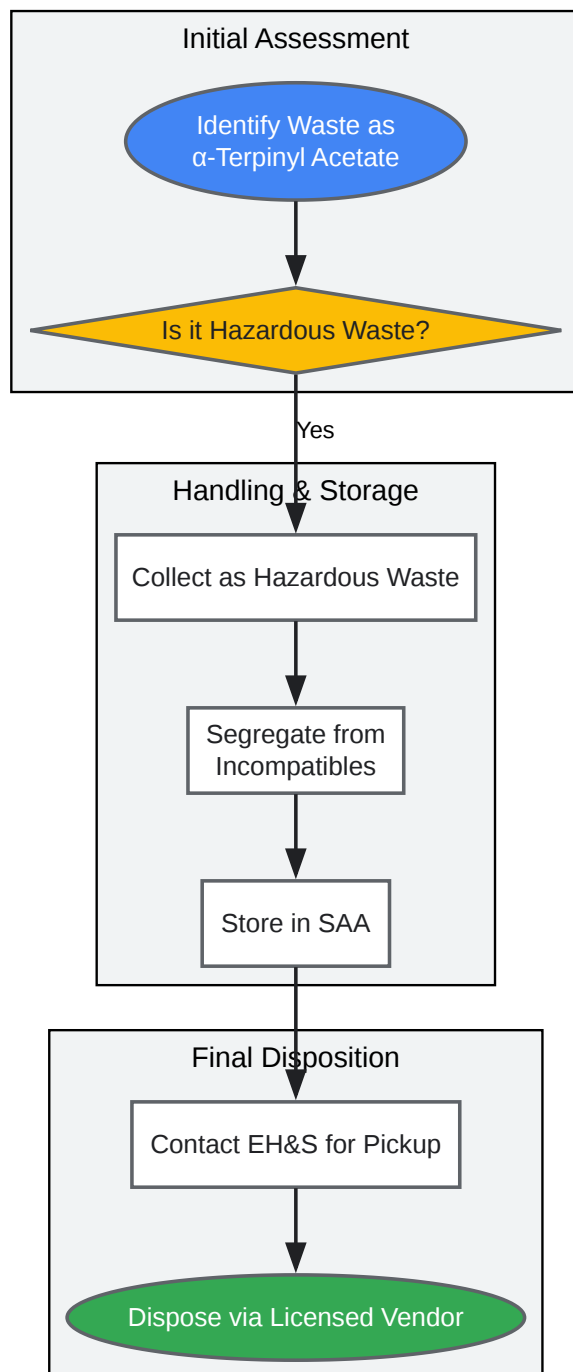 Initial Assessment
Identify Waste as
α-Terpinyl Acetate
Is it Hazardous Waste?
Yes
Handling & Storage
Collect as Hazardous Waste
Segregate from
Incompatibles
Store in SAA
Final Disposition
Contact EH&S for Pickup
Dispose via Licensed Vendor